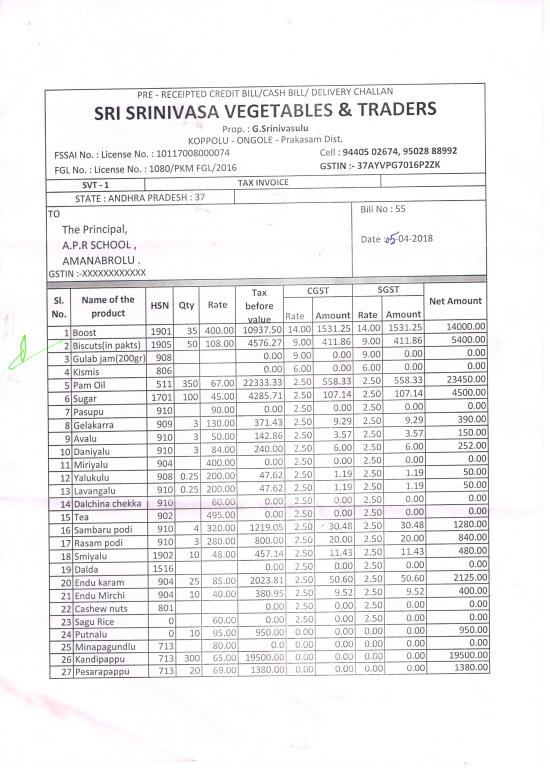 PRE - RECEIPTED CREDIT BILL/CASH BILL/ DELIVERY CHALLAN
SRI SRINIVASA VEGETABLES & TRADERS
Prop. : G.Srinivasulu
KOPPOLU - ONGOLE - Prakasam Dist.
FSSAI No. : License No. : 10117008000074 Cell : 94405 02674, 95028 88992
FGL No. : License No. : 1080/PKM FGL/2016 GSTIN :- 37AYVPG7016P2ZK
SVT - 1 TAX INVOICE
STATE : ANDHRA PRADESH : 37
TO Bill No : 55
The Principal,
A.P.R SCHOOL , Date :05-04-2018
AMANABROLU .
GSTIN :-XXXXXXXXXXXX
Sl. No. Name of the product HSN Qty Rate Tax before value CGST SGST Net Amount
Rate Amount Rate Amount
1 Boost 1901 35 400.00 10937.50 14.00 1531.25 14.00 1531.25 14000.00
2 Biscuts(in pakts) 1905 50 108.00 4576.27 9.00 411.86 9.00 411.86 5400.00
3 Gulab jam(200gr) 908 0.00 9.00 0.00 9.00 0.00 0.00
4 Kismis 806 0.00 6.00 0.00 6.00 0.00 0.00
5 Pam Oil 511 350 67.00 22333.33 2.50 558.33 2.50 558.33 23450.00
6 Sugar 1701 100 45.00 4285.71 2.50 107.14 2.50 107.14 4500.00
7 Pasupu 910 90.00 0.00 2.50 0.00 2.50 0.00 0.00
8 Gelakarra 909 3 130.00 371.43 2.50 9.29 2.50 9.29 390.00
9 Avalu 910 3 50.00 142.86 2.50 3.57 2.50 3.57 150.00
10 Daniyalu 910 3 84.00 240.00 2.50 6.00 2.50 6.00 252.00
11 Miriyalu 904 400.00 0.00 2.50 0.00 2.50 0.00 0.00
12 Yalukulu 908 0.25 200.00 47.62 2.50 1.19 2.50 1.19 50.00
13 Lavangalu 910 0.25 200.00 47.62 2.50 1.19 2.50 1.19 50.00
14 Dalchina chekka 910 60.00 0.00 2.50 0.00 2.50 0.00 0.00
15 Tea 902 495.00 0.00 2.50 0.00 2.50 0.00 0.00
16 Sambaru podi 910 4 320.00 1219.05 2.50 30.48 2.50 30.48 1280.00
17 Rasam podi 910 3 280.00 800.00 2.50 20.00 2.50 20.00 840.00
18 Smiyalu 1902 10 48.00 457.14 2.50 11.43 2.50 11.43 480.00
19 Dalda 1516 0.00 2.50 0.00 2.50 0.00 0.00
20 Endu karam 904 25 85.00 2023.81 2.50 50.60 2.50 50.60 2125.00
21 Endu Mirchi 904 10 40.00 380.95 2.50 9.52 2.50 9.52 400.00
22 Cashew nuts 801 0.00 2.50 0.00 2.50 0.00 0.00
23 Sagu Rice 0 60.00 0.00 2.50 0.00 2.50 0.00 0.00
24 Putnalu 0 10 95.00 950.00 0.00 0.00 0.00 0.00 950.00
25 Minapagundlu 713 80.00 0.0 0.00 0.00 0.00 0.00 0.00
26 Kandipappu 713 300 65.00 19500.00 0.00 0.00 0.00 0.00 19500.00
27 Pesarapappu 713 20 69.00 1380.00 0.00 0.00 0.00 0.00 1380.00